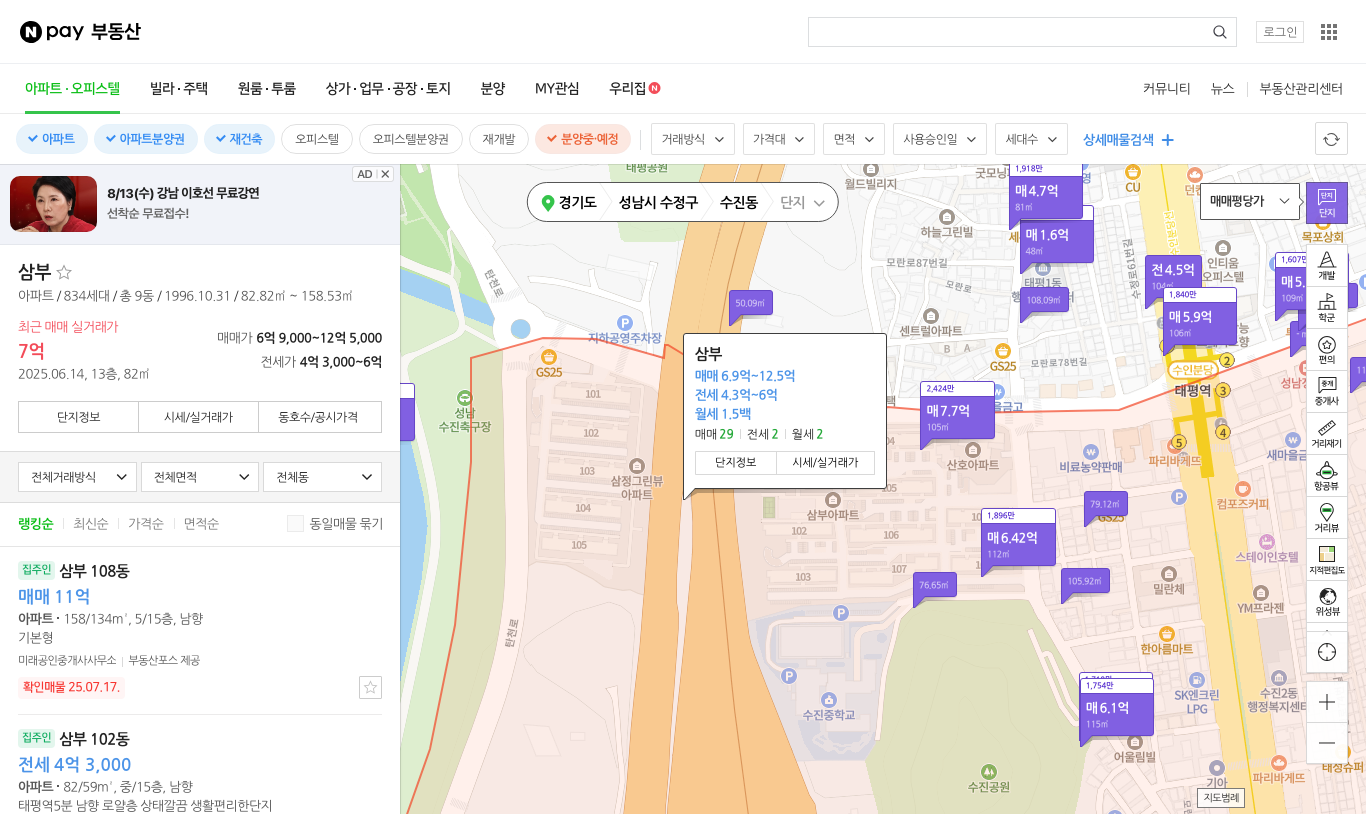 N pay 부동산
로그인
아파트·오피스텔
빌라·주택
원룸·투룸
상가·업무·공장·토지
분양
MY관심
우리집
N
커뮤니티
뉴스
부동산관리센터
아파트
아파트분양권
재건축
오피스텔
오피스텔분양권
재개발
분양중·예정
거래방식
가격대
면적
사용승인일
세대수
상세매물검색
AD
8/13(수) 강남 이호선 무료강연
선착순 무료접수!
삼부
아파트 / 834세대 / 총 9동 / 1996.10.31 / 82.82㎡ ~ 158.53㎡
최근 매매 실거래가
7억
2025.06.14, 13층, 82㎡
매매가 6억 9,000~12억 5,000
전세가 4억 3,000~6억
단지정보
시세/실거래가
동호수/공시가격
전체거래방식
전체면적
전체동
랭킹순
최신순
가격순
면적순
동일매물 묶기
집주인 삼부 108동
매매 11억
아파트 · 158/134m², 5/15층, 남향
기본형
미래공인중개사사무소
부동산포스 제공
확인매물 25.07.17.
집주인 삼부 102동
전세 4억 3,000
아파트 · 82/59m², 중/15층, 남향
태평역5분 남향 로얄층 상태깔끔 생활편리한단지
경기도
성남시 수정구
수진동
단지
매매평당가
단지
단지
태평공원
월드빌리지
굿모닝
CU
던킨
목포상회
하늘그린빌
모란로87번길
모란로
수정로161번길
인티움
오피스텔
태평1동
센트럴아파트
A
B
GS25
모란로78번길
수인분당
태평역
2
3
4
5
탄천로
지하공영주차장
GS25
성남
수진축구장
101
102
103
104
105
삼정그린뷰
아파트
삼부
매매 6.9억~12.5억
전세 4.3억~6억
월세 1.5백
매매 29
전세 2
월세 2
단지정보
시세/실거래가
50.09㎡
1,918만
매 4.7억
81㎡
매 1.6억
48㎡
108.09㎡
전 4.5억
104㎡
1,840만
매 5.9억
106㎡
1,607만
매 5.
109㎡
2,424만
매 7.7억
105㎡
산호아파트
비료농약판매
파리바게뜨
새마을금고
79.12㎡
GS25
컴포즈커피
스테이인호텔
삼부아파트
105
102
106
103
107
1,896만
매 6.42억
112㎡
76.65㎡
105.92㎡
밀란체
YM프라젠
한아름마트
수진중학교
탄천로
1,754만
매 6.1억
115㎡
SK엔크린
LPG
수진2동
행정복지센터
어울림빌
수진공원
기아
파리바게뜨
태성슈퍼
P
P
P
P
개발
학군
편의
중개
중개사
거리재기
항공뷰
거리뷰
지적편집도
위성뷰
지도범례